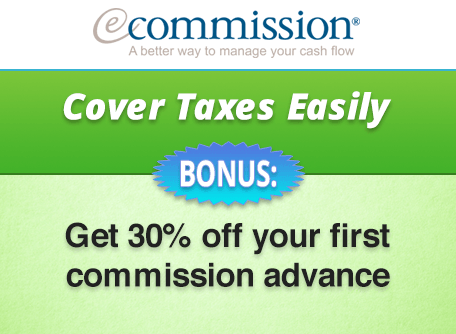 ecommission®
A better way to manage your cash flow
Cover Taxes Easily
BONUS:
Get 30% off your first
commission advance